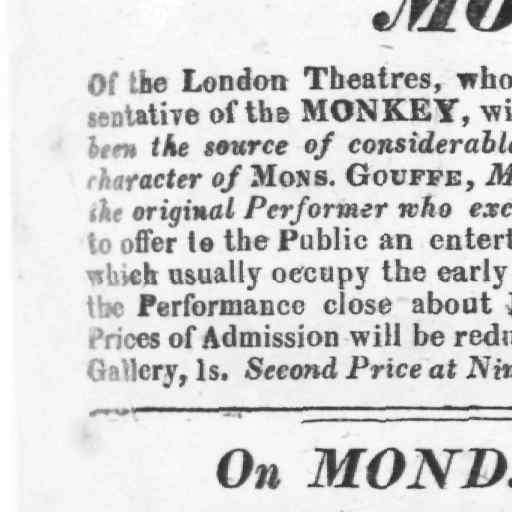 MO
Of the London Theatres, who
sentative of the MONKEY, wi
been the source of considerabl
character of MONS. GOUFFE, M
the original Performer who exc
to offer to the Public an entert
which usually occupy the early
the Performance close about
Prices of Admission will be redu
Gallery, 1s. Second Price at Nin
On MOND